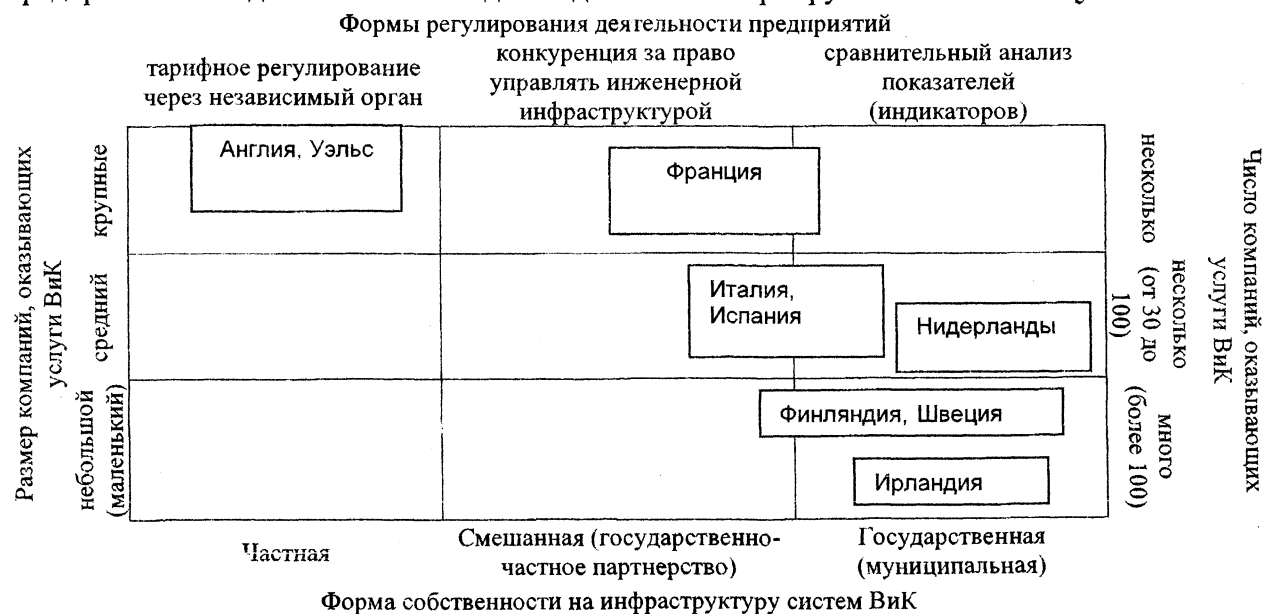 Формы регулирования деятельности предприятий
тарифное регулирование
через независимый орган
конкуренция за право
управлять инженерной
инфраструктурой
сравнительный анализ
показателей
(индикаторов)
Размер компаний, оказывающих
услуги ВиК
крупные
средний
небольшой
(маленький)
Англия, Уэльс
Франция
Италия,
Испания
Нидерланды
Финляндия, Швеция
Ирландия
несколько
несколько
(от 30 до
100)
много
(более 100)
Число компаний, оказывающих
услуги ВиК
Частная
Смешанная (государственно-
частное партнерство)
Государственная
(муниципальная)
Форма собственности на инфраструктуру систем ВиК